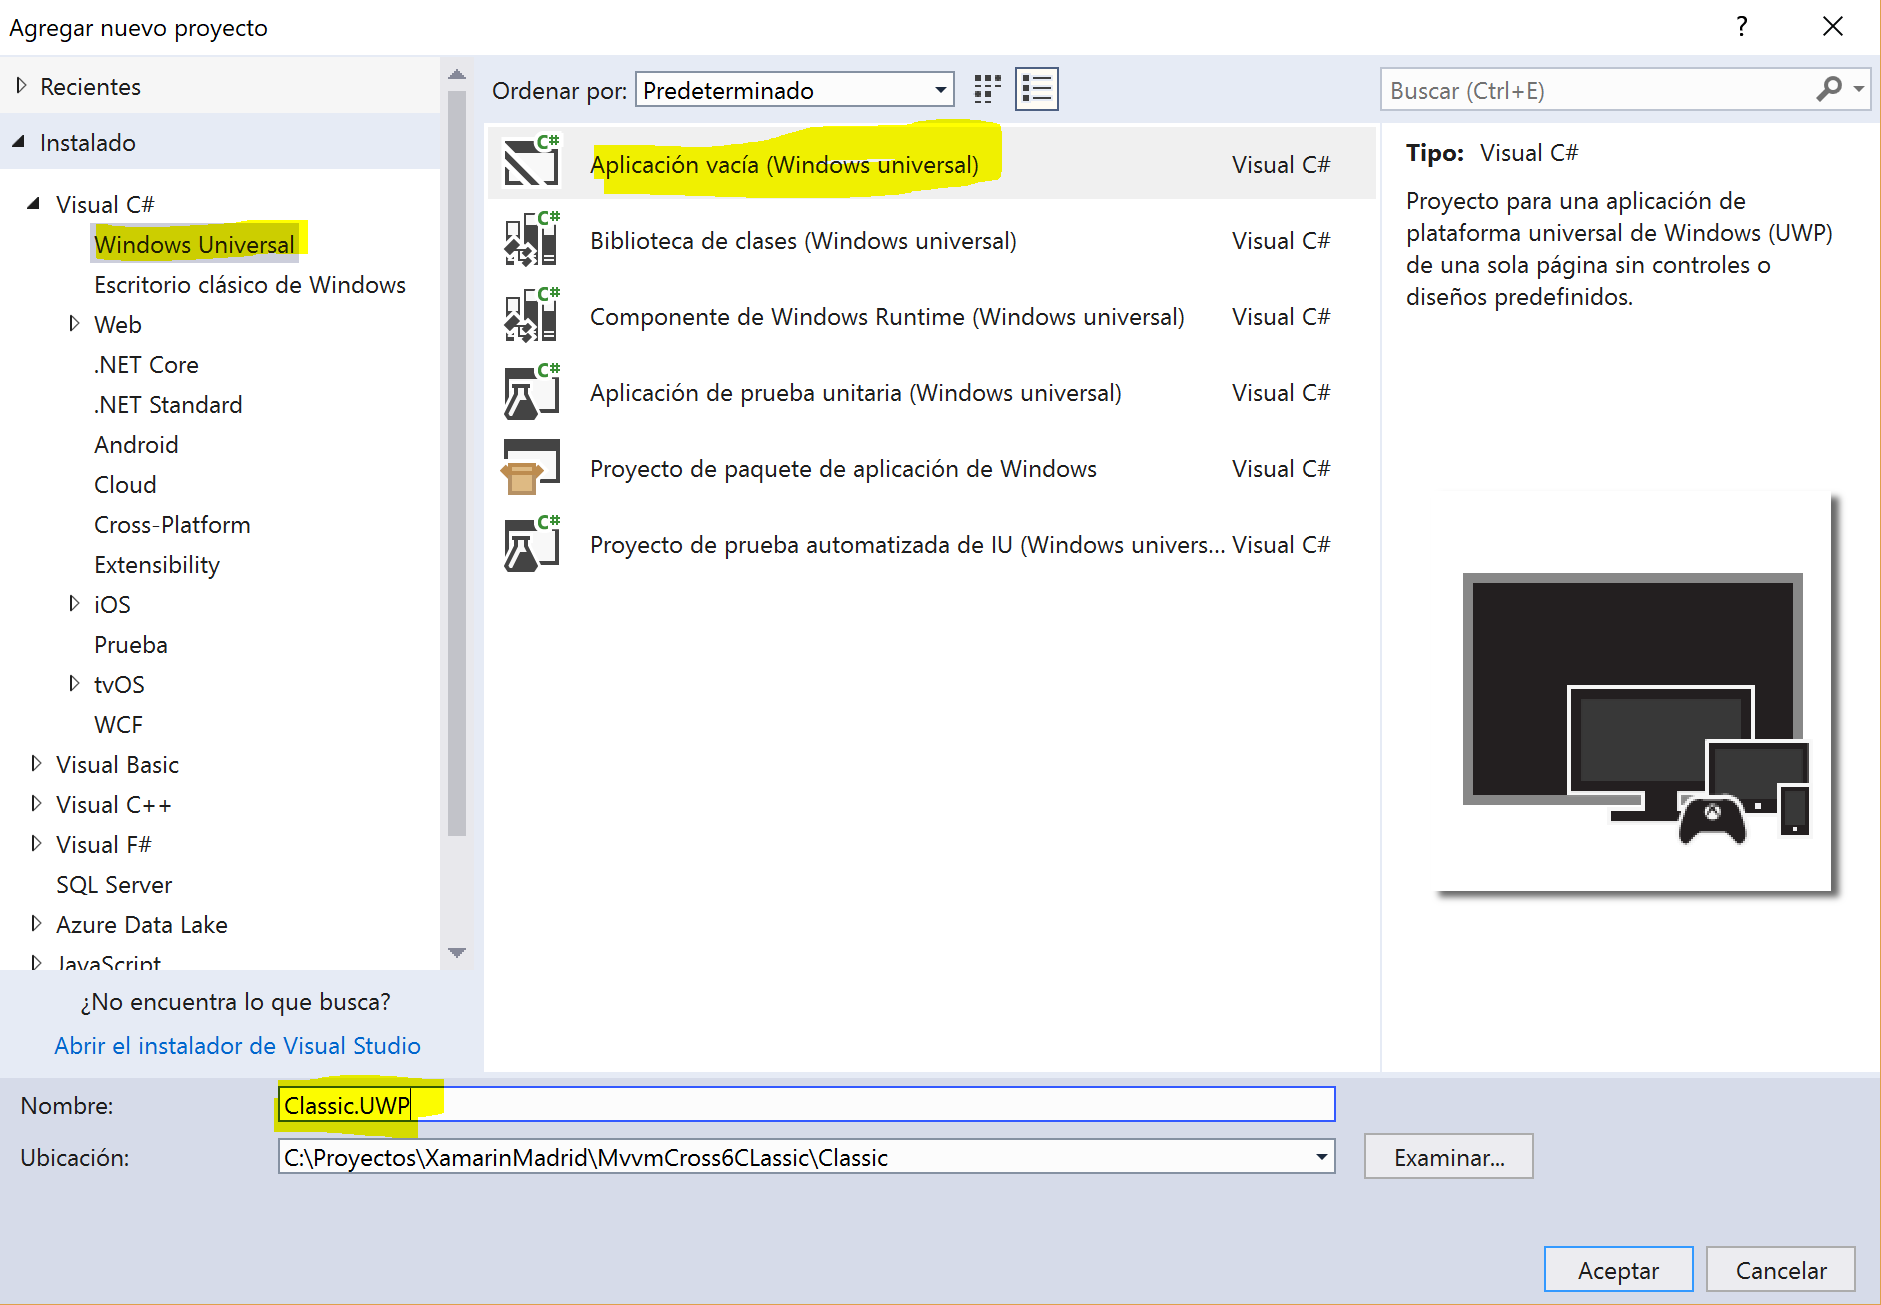 Agregar nuevo proyecto
?
Recientes
Instalado
Visual C#
Windows Universal
Escritorio clásico de Windows
Web
.NET Core
.NET Standard
Android
Cloud
Cross-Platform
Extensibility
iOS
Prueba
tvOS
WCF
Visual Basic
Visual C++
Visual F#
SQL Server
Azure Data Lake
JavaScript
¿No encuentra lo que busca?
Abrir el instalador de Visual Studio
Ordenar por: Predeterminado
C# Aplicación vacía (Windows universal) Visual C#
C# Biblioteca de clases (Windows universal) Visual C#
C# Componente de Windows Runtime (Windows universal) Visual C#
C# Aplicación de prueba unitaria (Windows universal) Visual C#
Proyecto de paquete de aplicación de Windows Visual C#
C# Proyecto de prueba automatizada de IU (Windows univers... Visual C#
Buscar (Ctrl+E)
Tipo: Visual C#
Proyecto para una aplicación de
plataforma universal de Windows (UWP)
de una sola página sin controles o
diseños predefinidos.
Nombre: Classic.UWP
Ubicación: C:\Proyectos\XamarinMadrid\MvvmCross6CLassic\Classic
Examinar...
Aceptar
Cancelar